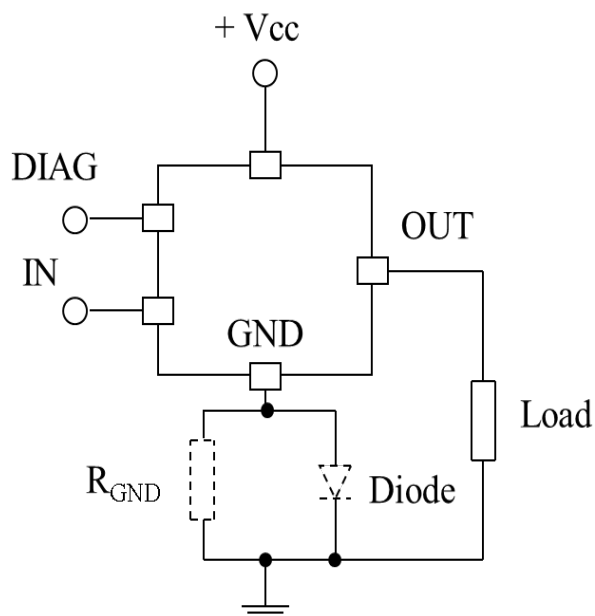 + Vcc
DIAG
OUT
IN
GND
Load
RGND
Diode